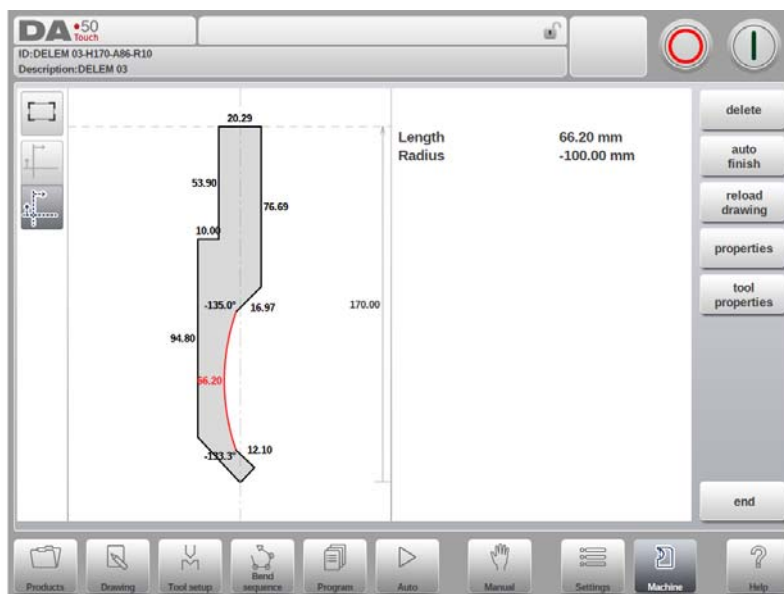 DA 50
Touch
ID:DELEM 03-H170-A86-R10
Description:DELEM 03
20.29
53.90
76.69
10.00
-135.0°
16.97
170.00
94.80
66.20
12.10
-133.3°
Length 66.20 mm
Radius -100.00 mm
delete
auto
finish
reload
drawing
properties
tool
properties
end
Products
Drawing
Tool setup
Bend
sequence
Program
Auto
Manual
Settings
Machine
Help